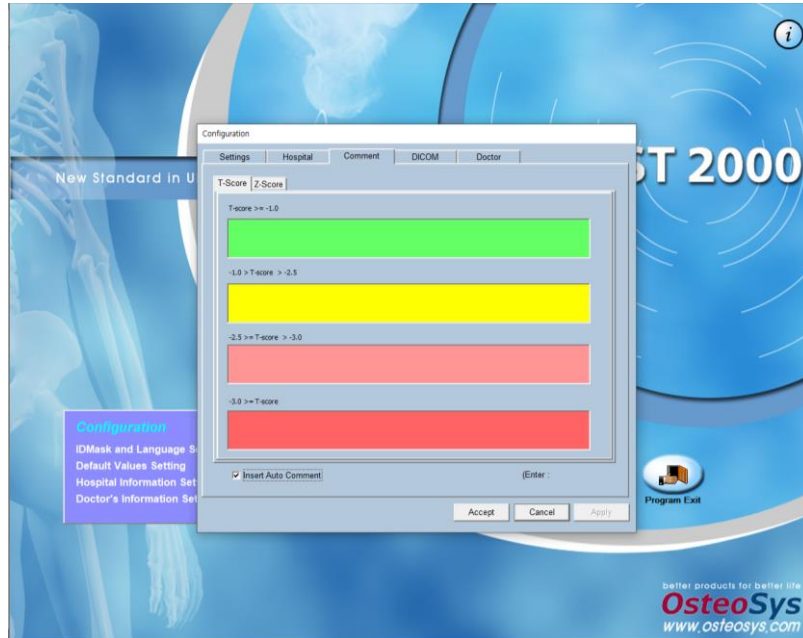 i
New Standard in U
ST 2000
Configuration
Settings Hospital Comment DICOM Doctor
T-Score Z-Score
T-score >= -1.0
-1.0 > T-score > -2.5
-2.5 >= T-score > -3.0
-3.0 >= T-score
Insert Auto Comment (Enter :
Accept Cancel Apply
Configuration
IDMask and Language S
Default Values Setting
Hospital Information Set
Doctor's Information Set
Program Exit
better products for better life
OsteoSys
www.osteosys.com